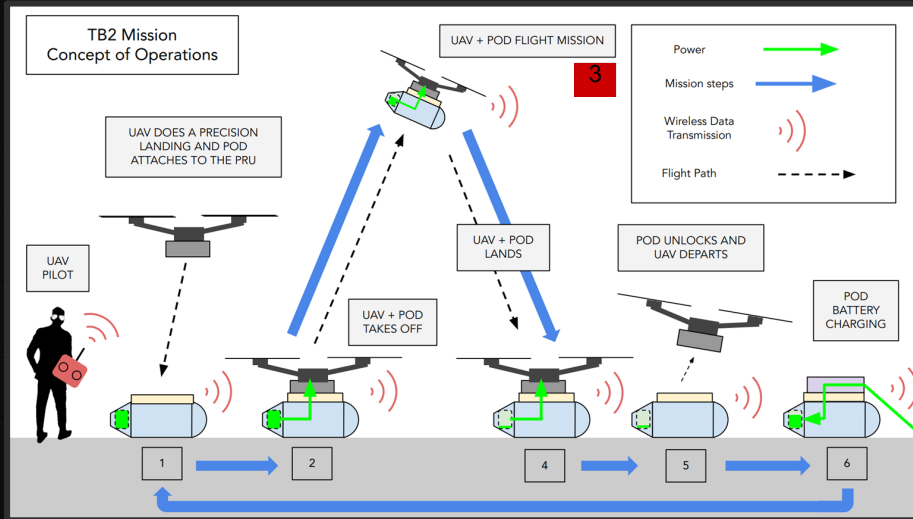 TB2 Mission
Concept of Operations
UAV + POD FLIGHT MISSION
3
Power
Mission steps
Wireless Data
Transmission
Flight Path
UAV DOES A PRECISION
LANDING AND POD
ATTACHES TO THE PRU
UAV
PILOT
UAV + POD
TAKES OFF
UAV + POD
LANDS
POD UNLOCKS AND
UAV DEPARTS
POD
BATTERY
CHARGING
1
2
4
5
6